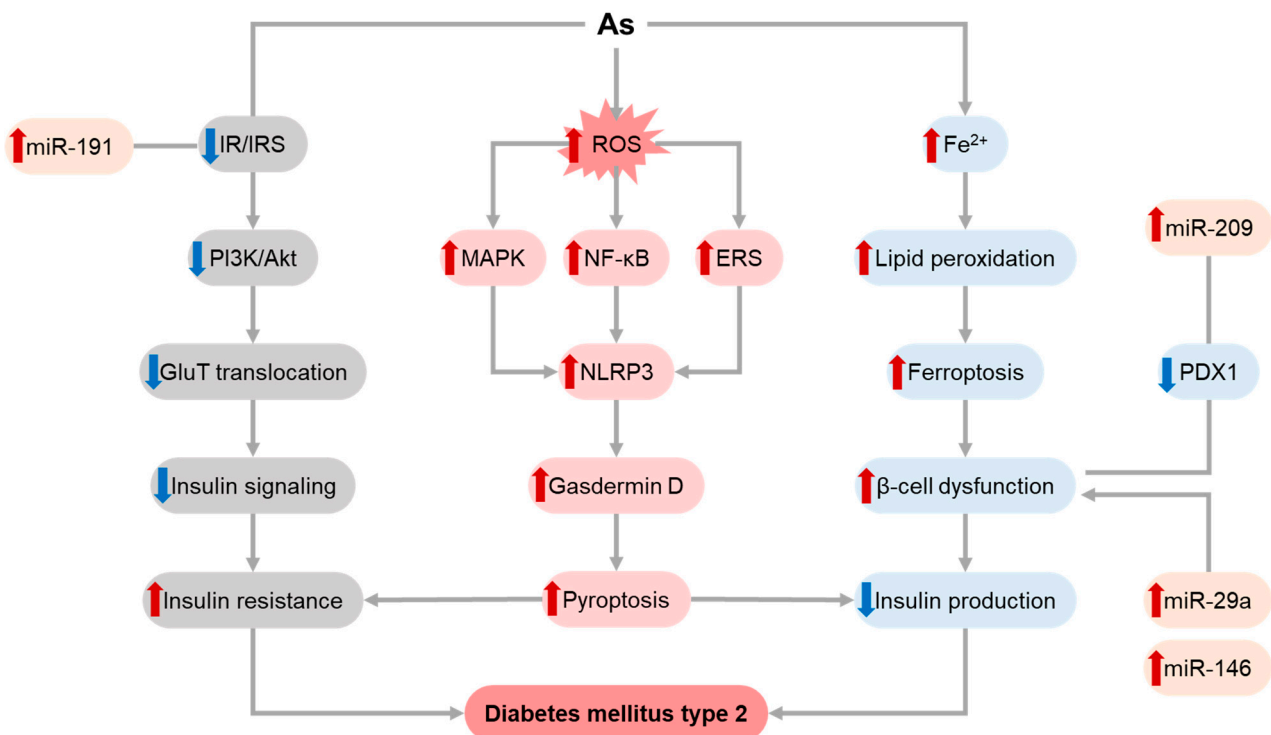 As
miR-191
IR/IRS
ROS
Fe²⁺
miR-209
PI3K/Akt
MAPK
NF-κB
ERS
Lipid peroxidation
GluT translocation
NLRP3
Ferroptosis
PDX1
Insulin signaling
Gasdermin D
β-cell dysfunction
Insulin resistance
Pyroptosis
Insulin production
miR-29a
miR-146
Diabetes mellitus type 2